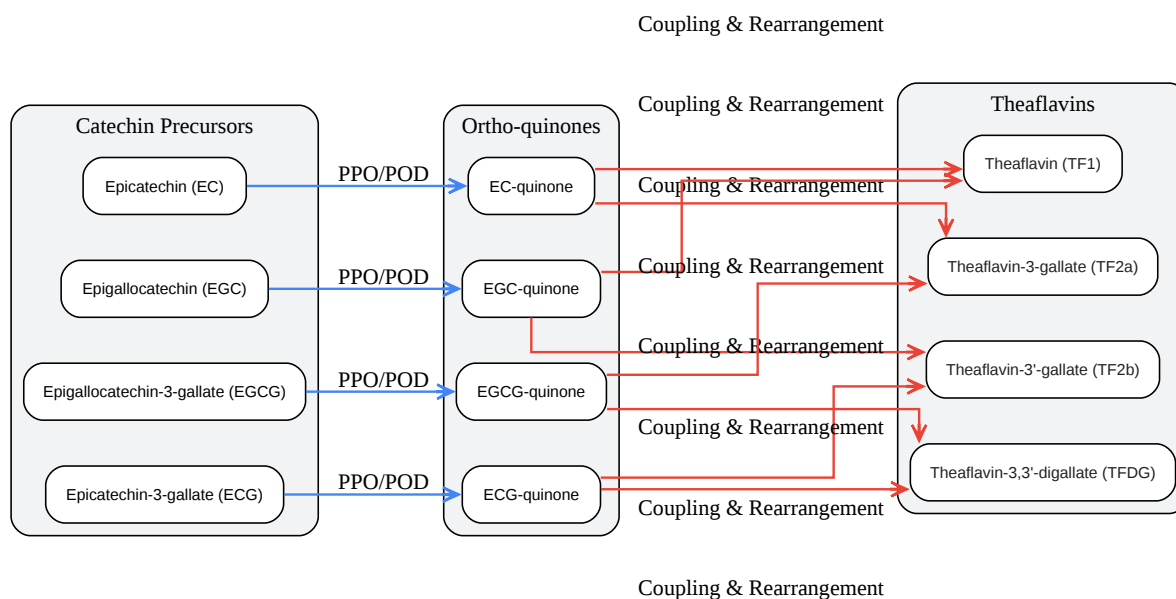 Coupling & Rearrangement
Coupling & Rearrangement
Theaflavins
Catechin Precursors
Ortho-quinones
Theaflavin (TF1)
Epicatechin (EC)
PPO/POD
EC-quinone
Coupling & Rearrangement
Coupling & Rearrangement
Theaflavin-3-gallate (TF2a)
Epigallocatechin (EGC)
PPO/POD
EGC-quinone
Coupling & Rearrangement
Theaflavin-3'-gallate (TF2b)
Epigallocatechin-3-gallate (EGCG)
PPO/POD
EGCG-quinone
Coupling & Rearrangement
Theaflavin-3,3'-digallate (TFDG)
Epicatechin-3-gallate (ECG)
PPO/POD
ECG-quinone
Coupling & Rearrangement
Coupling & Rearrangement